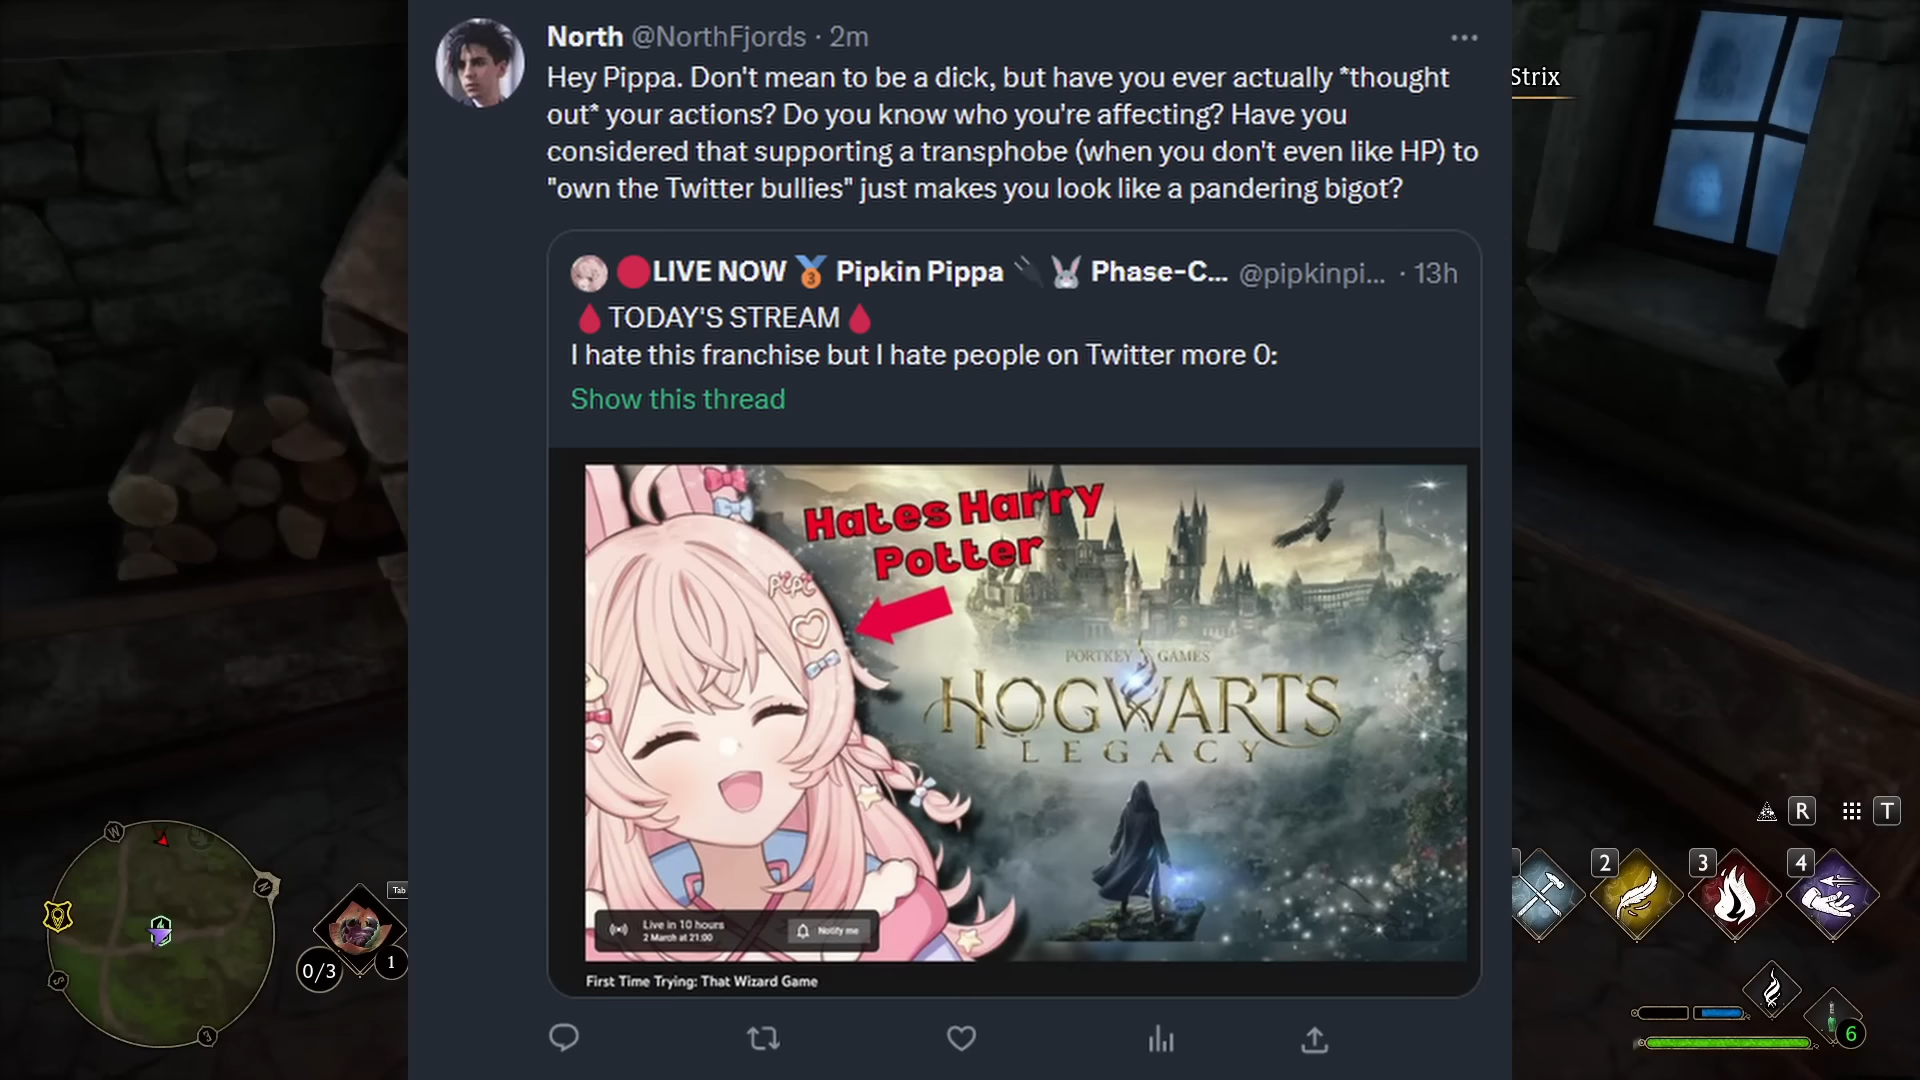 North @NorthFjords · 2m
Hey Pippa. Don't mean to be a dick, but have you ever actually *thought
out* your actions? Do you know who you're affecting? Have you
considered that supporting a transphobe (when you don't even like HP) to
"own the Twitter bullies" just makes you look like a pandering bigot?
LIVE NOW Pipkin Pippa Phase-C... @pipkinpi... · 13h
TODAY'S STREAM
I hate this franchise but I hate people on Twitter more 0:
Show this thread
Hates Harry
Potter
pipi
PORTKEY GAMES
HOGWARTS
LEGACY
Live in 10 hours
2 March at 21:00
Notify me
First Time Trying: That Wizard Game
Strix
R T
2 3 4
6
W
N
S
Tab
0/3
1